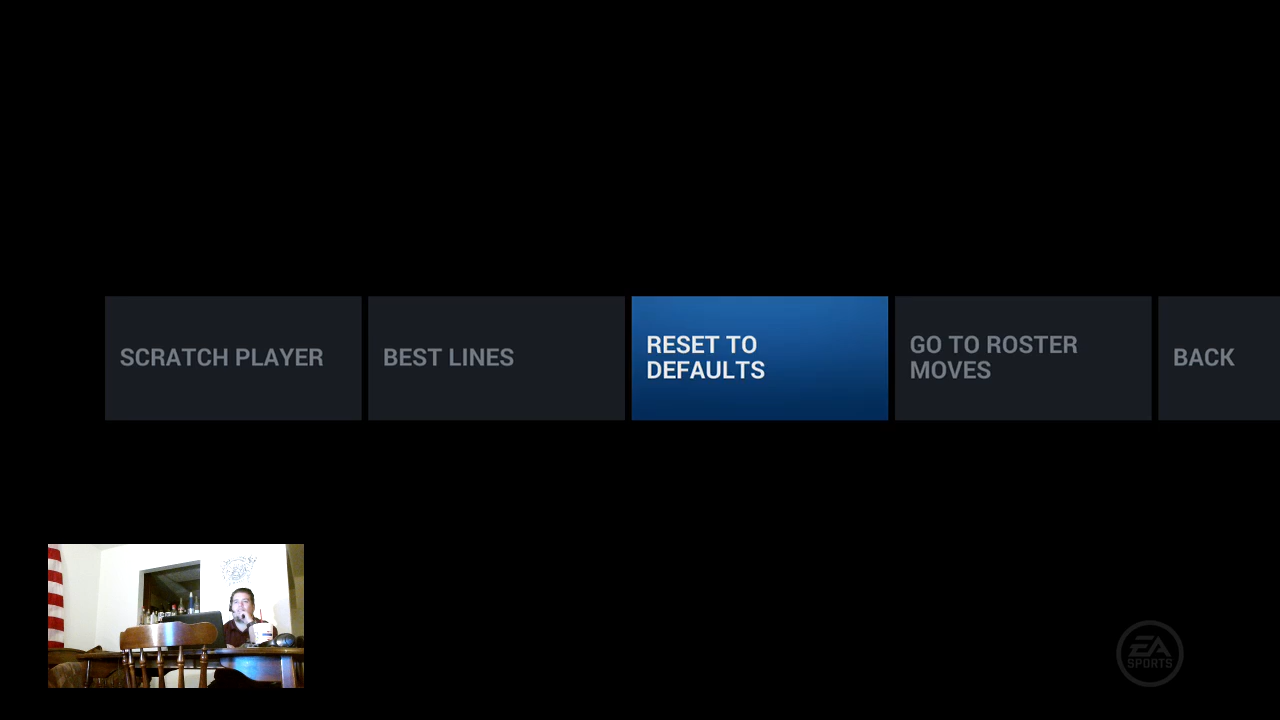 SCRATCH PLAYER
BEST LINES
RESET TO
DEFAULTS
GO TO ROSTER
MOVES
BACK
EA
SPORTS